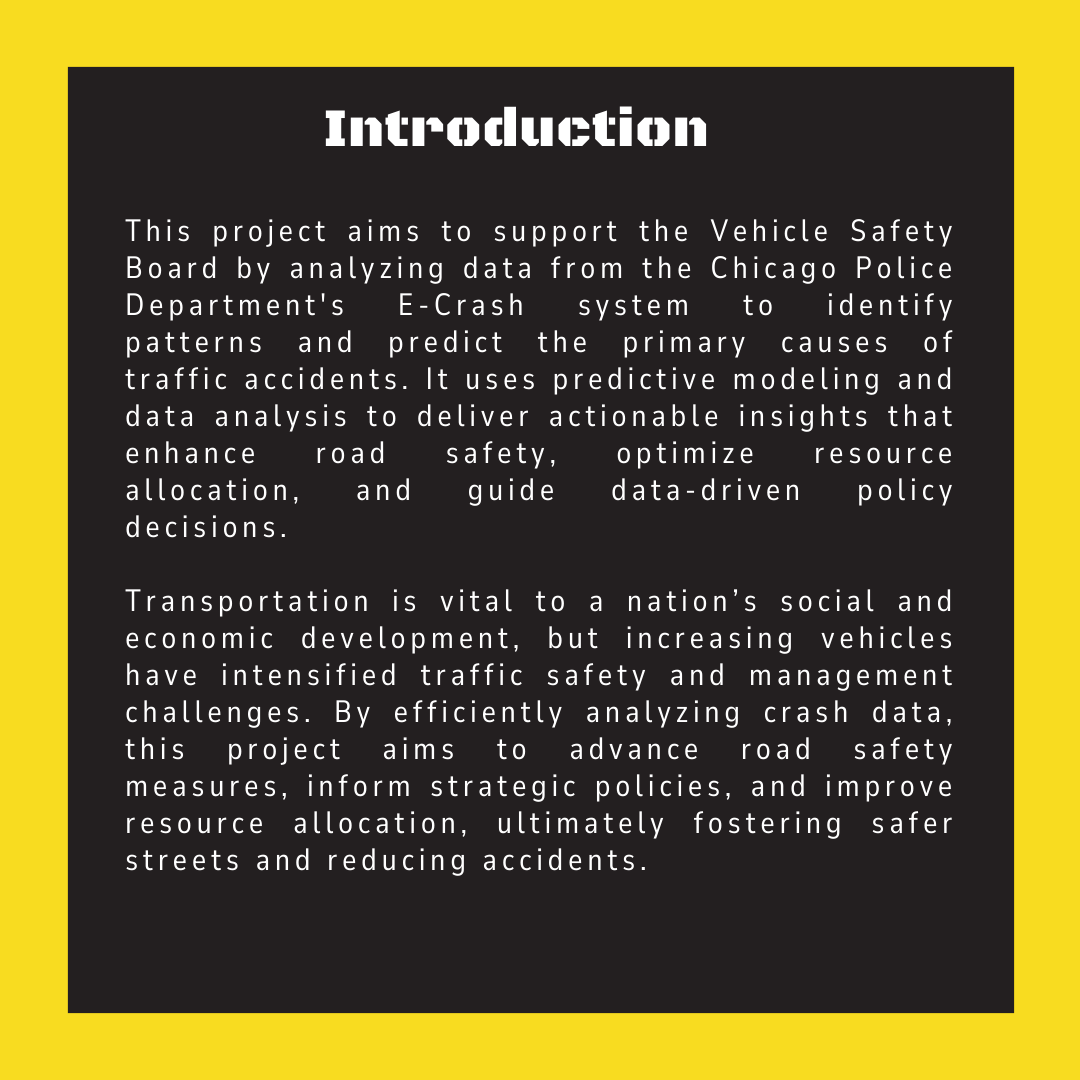 Introduction
This project aims to support the Vehicle Safety
Board by analyzing data from the Chicago Police
Department's E-Crash system to identify
patterns and predict the primary causes of
traffic accidents. It uses predictive modeling and
data analysis to deliver actionable insights that
enhance road safety, optimize resource
allocation, and guide data-driven policy
decisions.
Transportation is vital to a nation’s social and
economic development, but increasing vehicles
have intensified traffic safety and management
challenges. By efficiently analyzing crash data,
this project aims to advance road safety
measures, inform strategic policies, and improve
resource allocation, ultimately fostering safer
streets and reducing accidents.